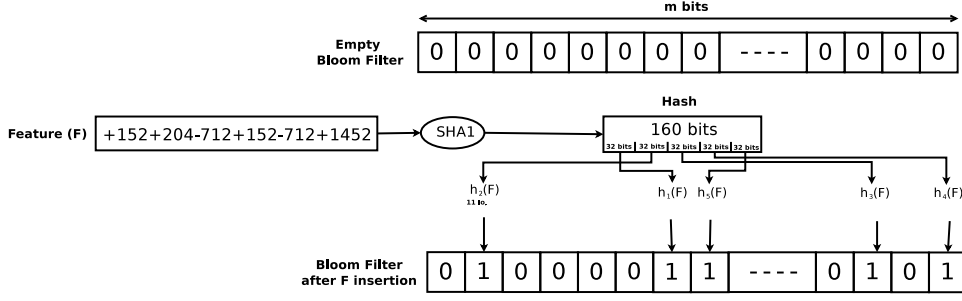 m bits
Empty
Bloom Filter
0 0 0 0 0 0 0 0 ---- 0 0 0 0
Hash
Feature (F)
+152+204-712+152-712+1452
SHA1
160 bits
32 bits 32 bits 32 bits 32 bits 32 bits
h₂(F) h₁(F) h₅(F) h₃(F) h₄(F)
Bloom Filter
after F insertion
0 1 0 0 0 0 1 1 ---- 0 1 0 1